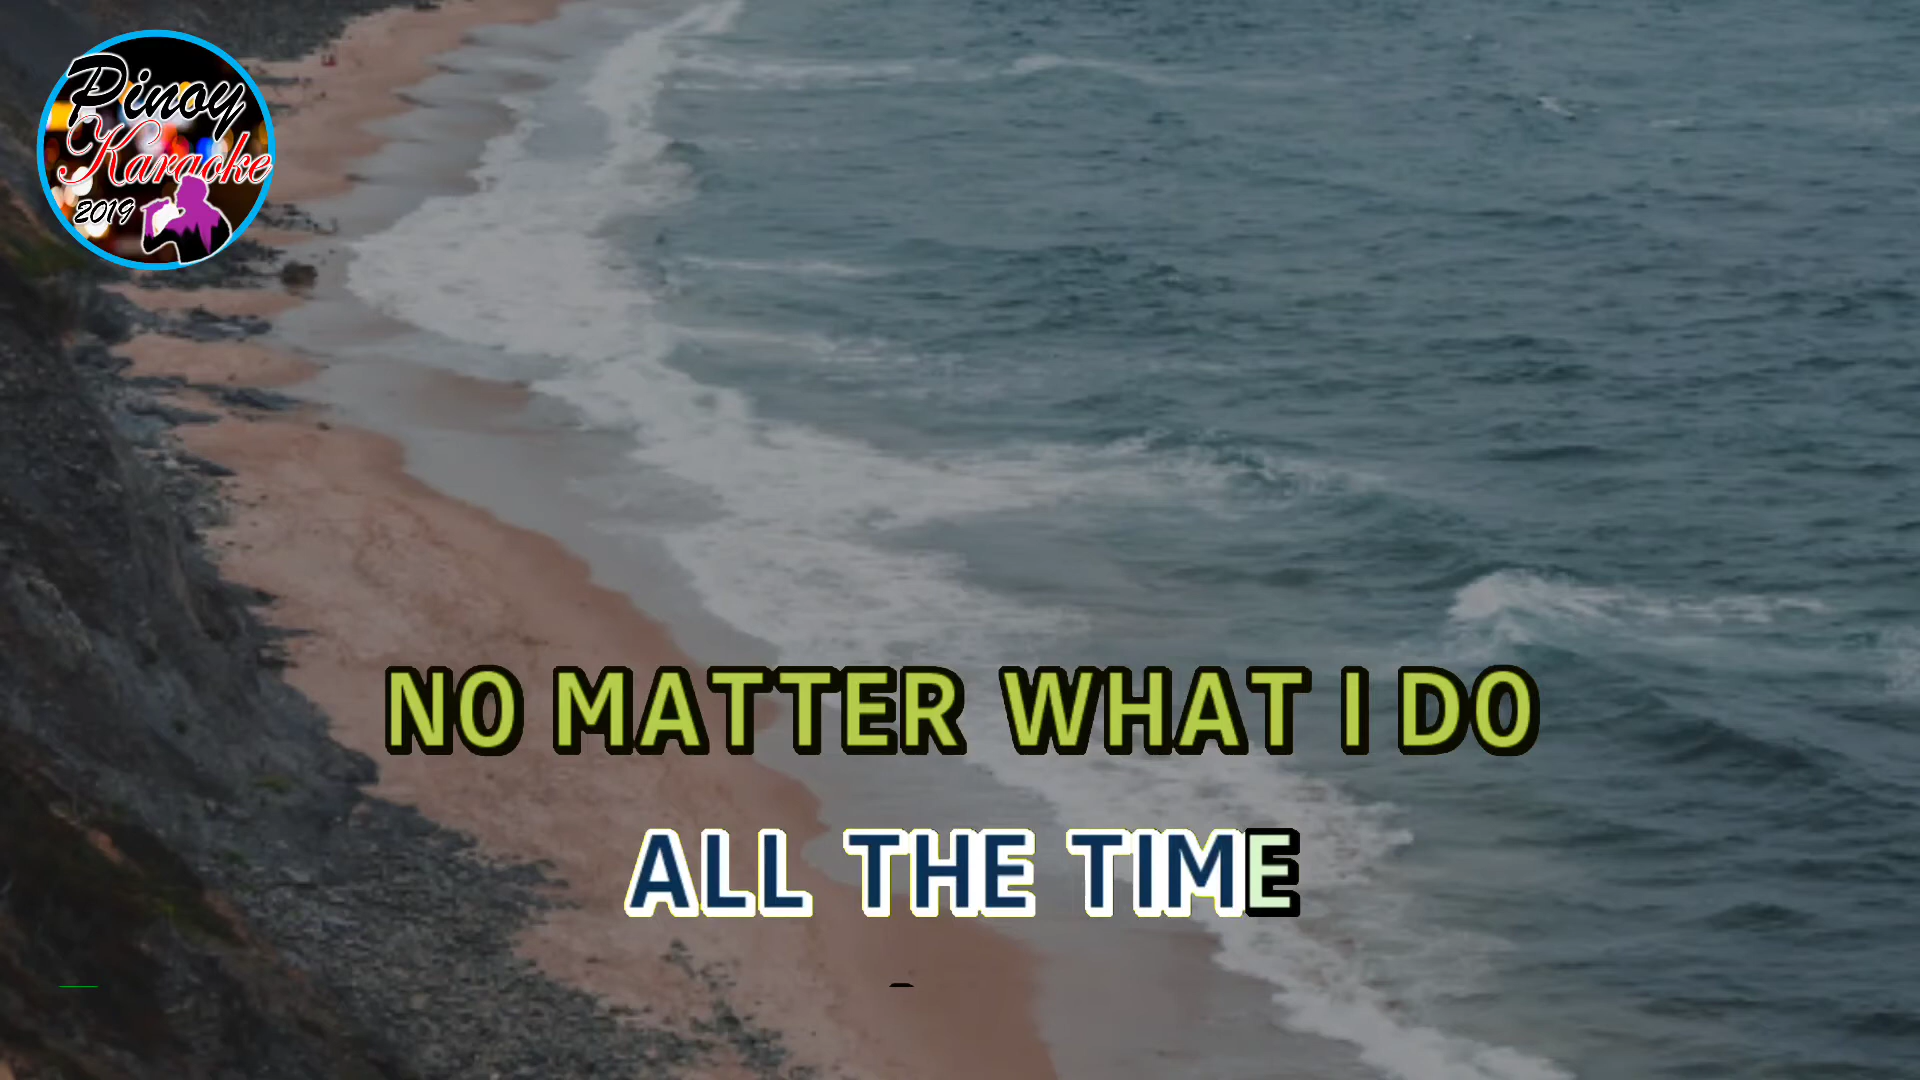 Pinoy
Karaoke
2019
NO MATTER WHAT I DO
ALL THE TIME